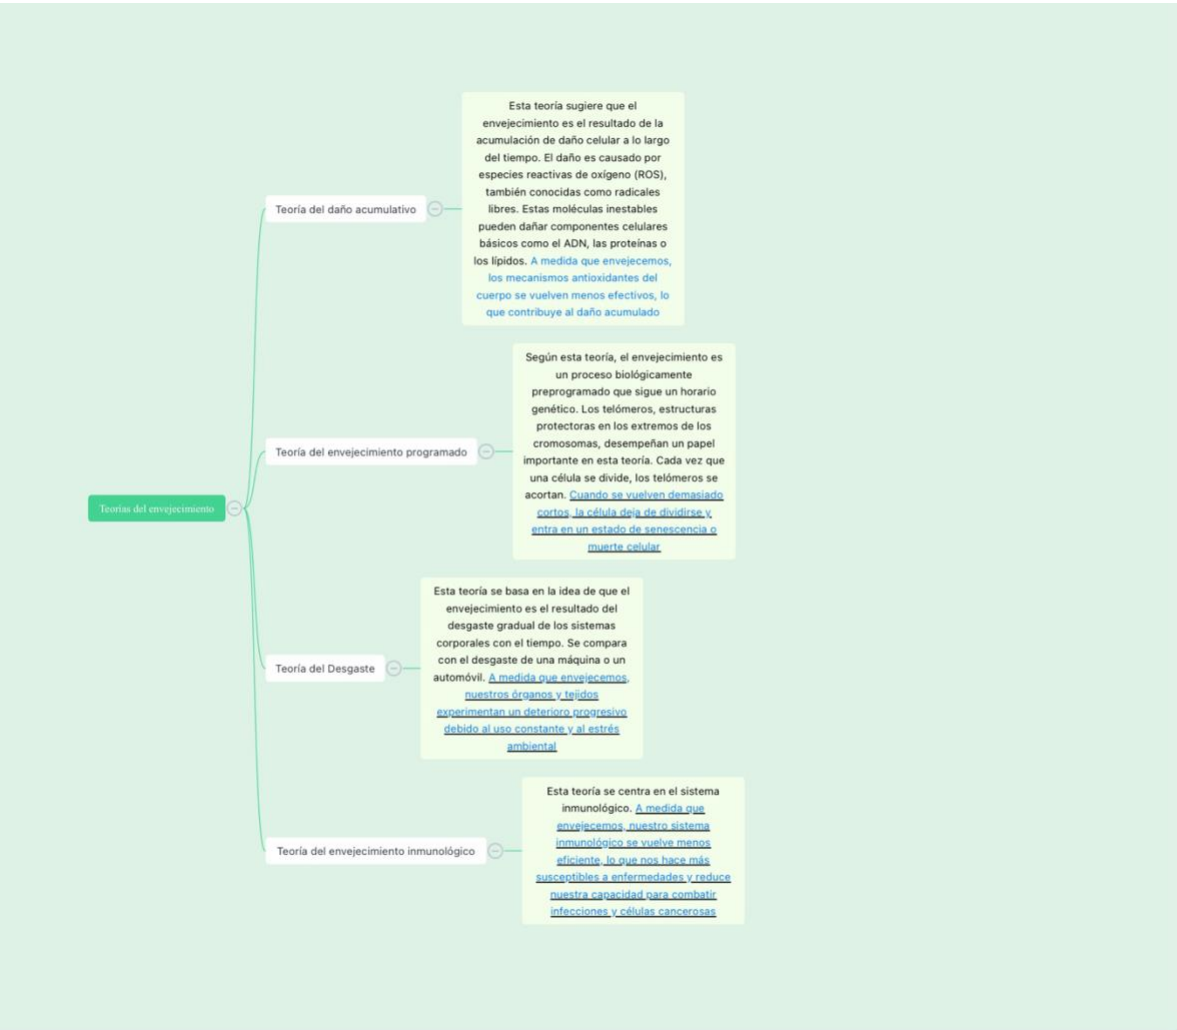 Teorías del envejecimiento
Teoría del daño acumulativo
Esta teoría sugiere que el
envejecimiento es el resultado de la
acumulación de daño celular a lo largo
del tiempo. El daño es causado por
especies reactivas de oxígeno (ROS),
también conocidas como radicales
libres. Estas moléculas inestables
pueden dañar componentes celulares
básicos como el ADN, las proteínas o
los lípidos. A medida que envejecemos,
los mecanismos antioxidantes del
cuerpo se vuelven menos efectivos, lo
que contribuye al daño acumulado
Teoría del envejecimiento programado
Según esta teoría, el envejecimiento es
un proceso biológicamente
preprogramado que sigue un horario
genético. Los telómeros, estructuras
protectoras en los extremos de los
cromosomas, desempeñan un papel
importante en esta teoría. Cada vez que
una célula se divide, los telómeros se
acortan. Cuando se vuelven demasiado
cortos, la célula deja de dividirse y
entra en un estado de senescencia o
muerte celular
Teoría del Desgaste
Esta teoría se basa en la idea de que el
envejecimiento es el resultado del
desgaste gradual de los sistemas
corporales con el tiempo. Se compara
con el desgaste de una máquina o un
automóvil. A medida que envejecemos,
nuestros órganos y tejidos
experimentan un deterioro progresivo
debido al uso constante y al estrés
ambiental
Teoría del envejecimiento inmunológico
Esta teoría se centra en el sistema
inmunológico. A medida que
envejecemos, nuestro sistema
inmunológico se vuelve menos
eficiente, lo que nos hace más
susceptibles a enfermedades y reduce
nuestra capacidad para combatir
infecciones y células cancerosas